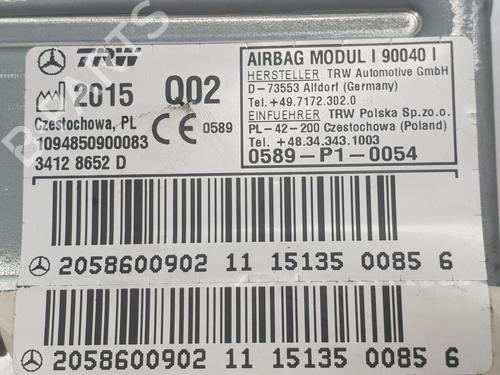 TRW
2015 Q02
Czestochowa, PL
1094850900083
3412 8652 D
CE 0589
AIRBAG MODUL I 90040 I
HERSTELLER TRW Automotive GmbH
D-73553 Alfdorf (Germany)
Tel.+49.7172.302.0
EINFUEHRER TRW Polska Sp.zo.o
PL-42-200 Czestochowa (Poland)
Tel.+48.34.343.1003
0589-P1-0054
2058600902 11 15135 0085 6
2058600902 11 15135 0085 6